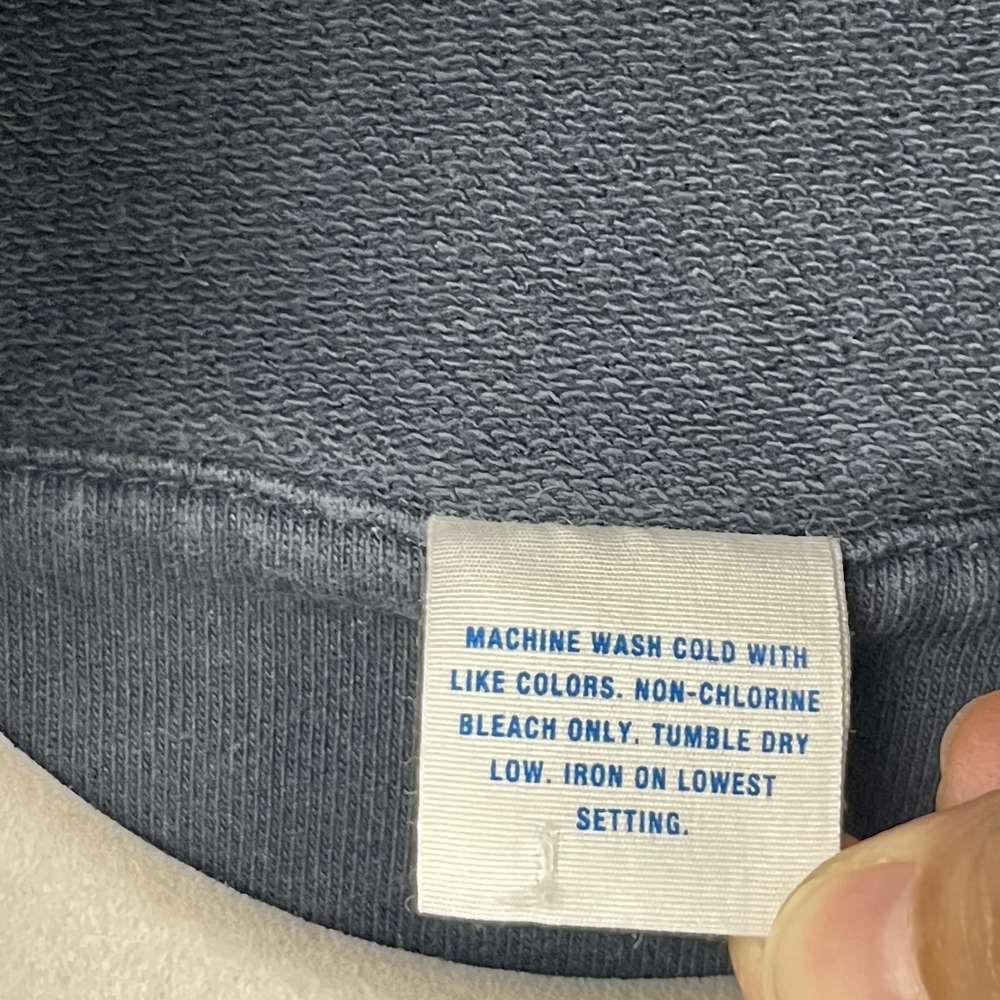 MACHINE WASH COLD WITH
LIKE COLORS. NON-CHLORINE
BLEACH ONLY. TUMBLE DRY
LOW. IRON ON LOWEST
SETTING.